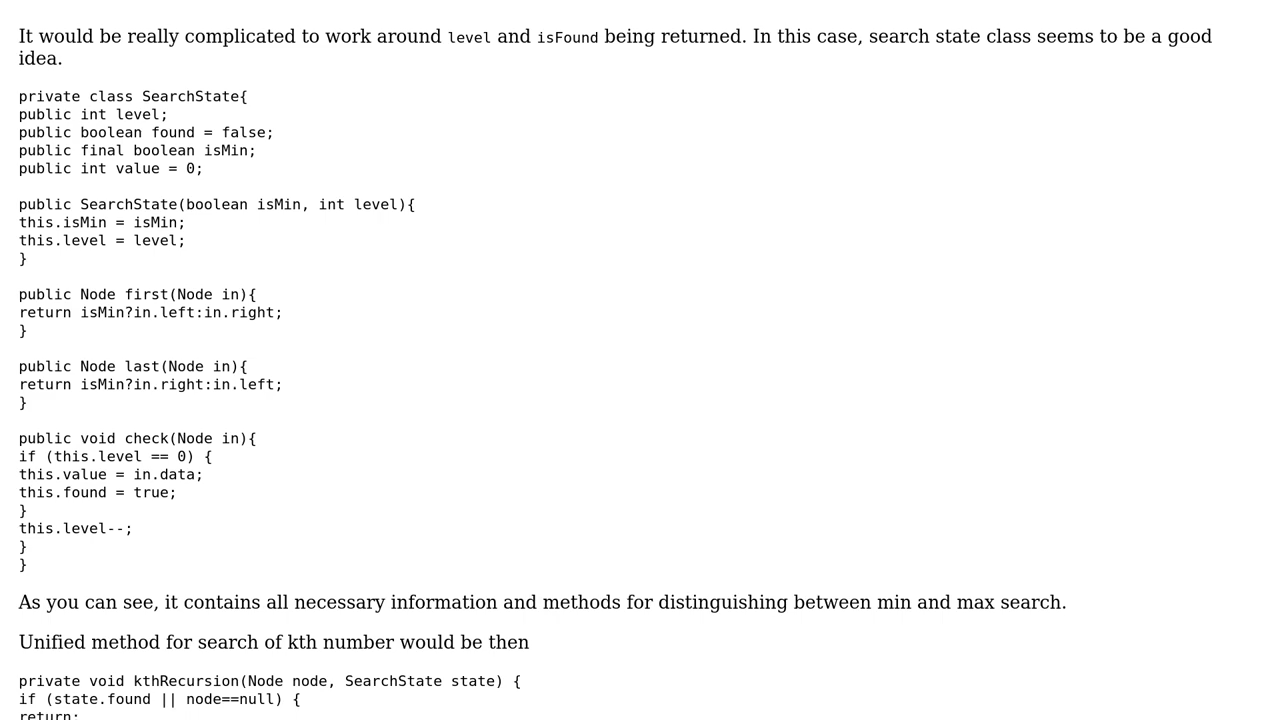 It would be really complicated to work around level and isFound being returned. In this case, search state class seems to be a good
idea.
private class SearchState{
public int level;
public boolean found = false;
public final boolean isMin;
public int value = 0;
public SearchState(boolean isMin, int level){
this.isMin = isMin;
this.level = level;
}
public Node first(Node in){
return isMin?in.left:in.right;
}
public Node last(Node in){
return isMin?in.right:in.left;
}
public void check(Node in){
if (this.level == 0) {
this.value = in.data;
this.found = true;
}
this.level--;
}
}
As you can see, it contains all necessary information and methods for distinguishing between min and max search.
Unified method for search of kth number would be then
private void kthRecursion(Node node, SearchState state) {
if (state.found || node==null) {
return;